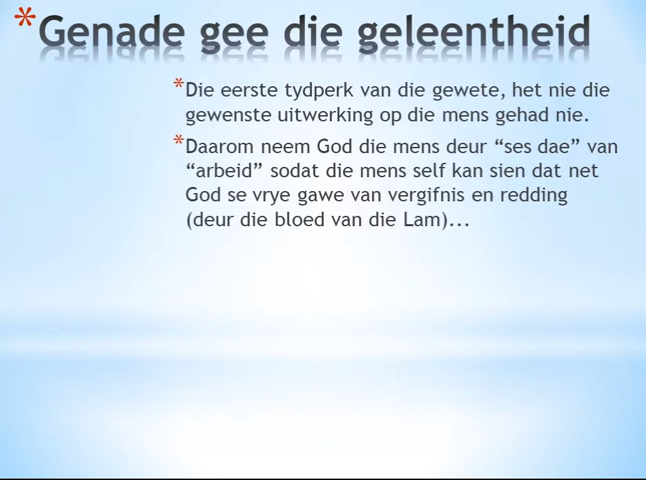 * Genade gee die geleentheid
* Die eerste tydperk van die gewete, het nie die
gewenste uitwerking op die mens gehad nie.
* Daarom neem God die mens deur “ses dae” van
“arbeid” sodat die mens self kan sien dat net
God se vrye gawe van vergifnis en redding
(deur die bloed van die Lam)...